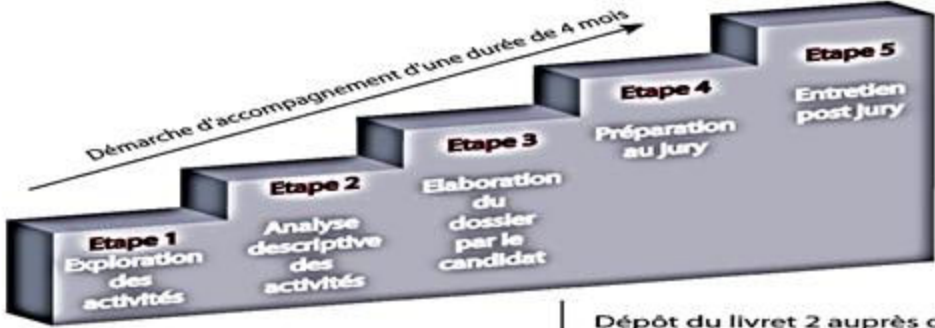 Démarche d'accompagnement d'une durée de 4 mois
Etape 1
Exploration
des
activités
Etape 2
Analyse
descriptive
des
activités
Etape 3
Elaboration
du
dossier
par le
candidat
Etape 4
Préparation
au jury
Etape 5
Entretien
post jury
Dépôt du livret 2 auprès